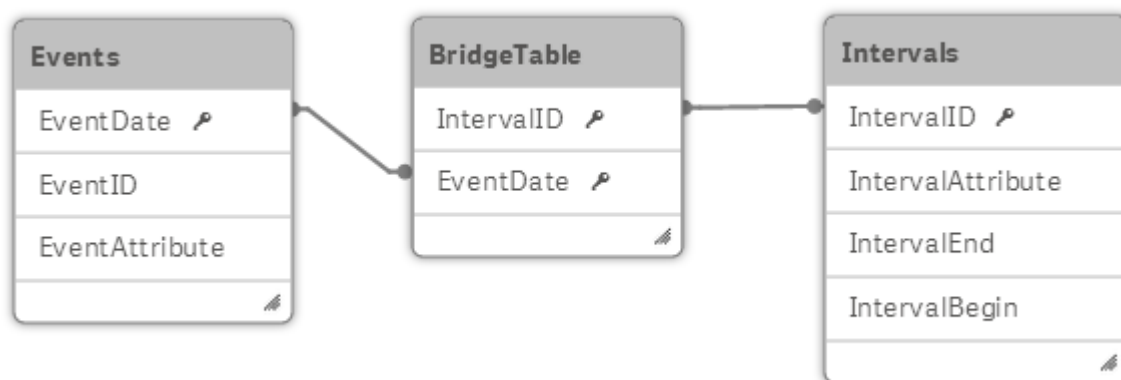 Events
EventDate
EventID
EventAttribute
BridgeTable
IntervalID
EventDate
Intervals
IntervalID
IntervalAttribute
IntervalEnd
IntervalBegin